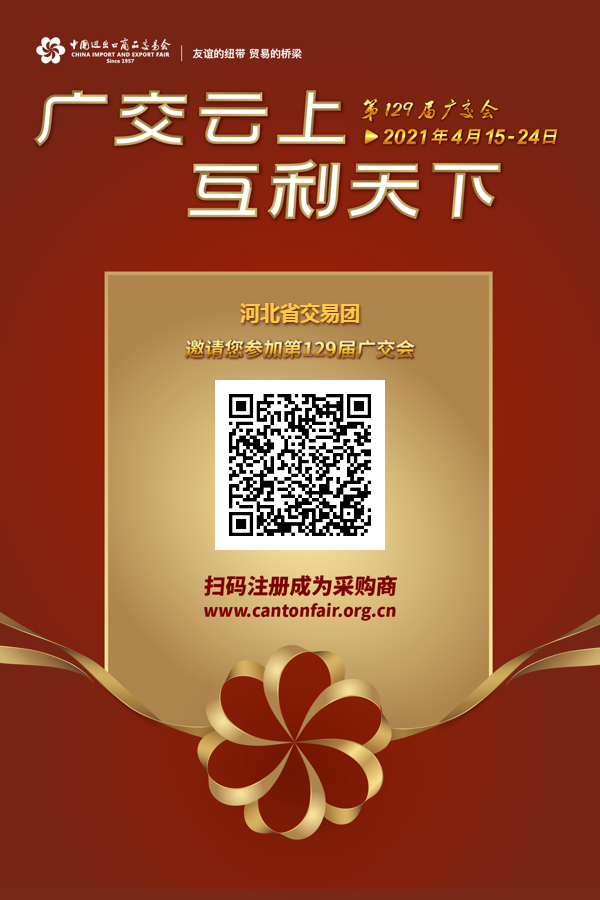 中国进出口商品交易会
CHINA IMPORT AND EXPORT FAIR
Since 1957
友谊的纽带 贸易的桥梁
广交云上
第129届广交会
2021年4月15-24日
互利天下
河北省交易团
邀请您参加第129届广交会
扫码注册成为采购商
www.cantonfair.org.cn